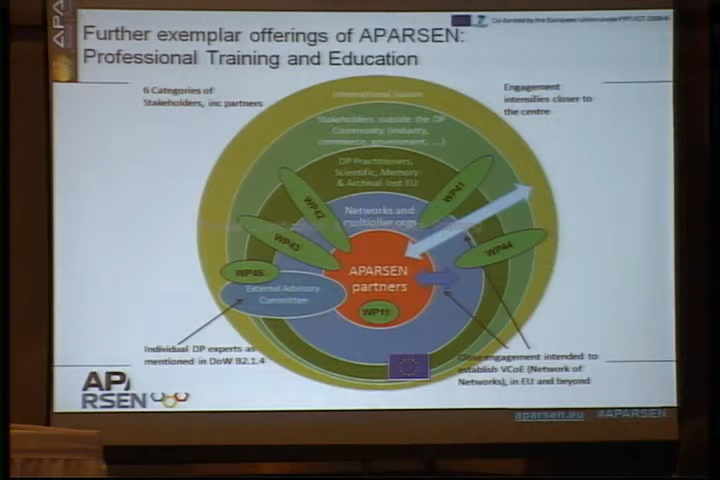 Further exemplar offerings of APARSEN:
Professional Training and Education
6 Categories of
Stakeholders, inc partners
Engagement
intensifies closer to
the centre
International
Stakeholders outside the DP
Community (industry,
commerce, government, ...)
DP Practitioners,
Scientific, Memory
& Archival Inst EU
WP42
WP41
Networks and
multiplier orgs
WP43
WP44
APARSEN
partners
WP45
External Advisory
Committee
WP11
Individual DP experts as
mentioned in DoW B2.1.4
Close engagement intended to
establish VCoE (Network of
Networks), in EU and beyond
APA
RSEN
aparsen.eu #APARSEN